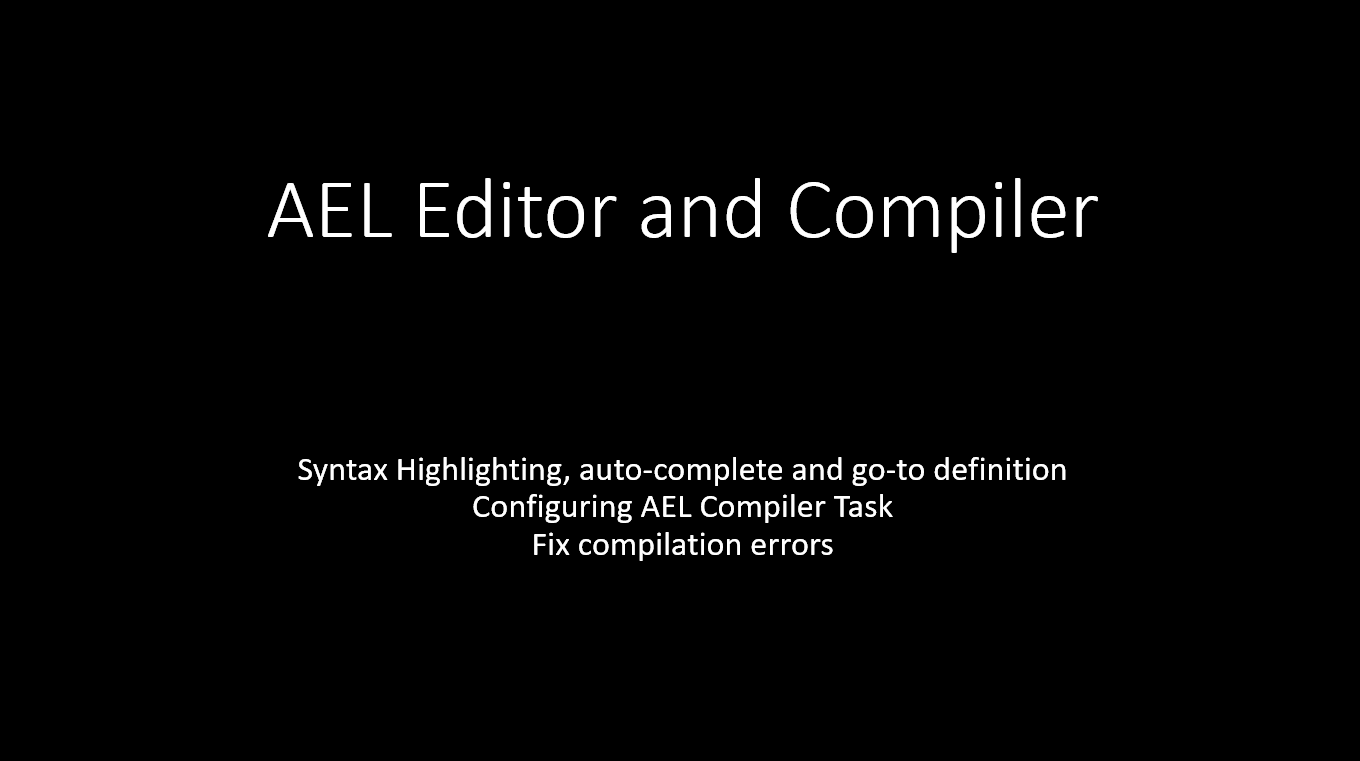 AEL Editor and Compiler
Syntax Highlighting, auto-complete and go-to definition
Configuring AEL Compiler Task
Fix compilation errors